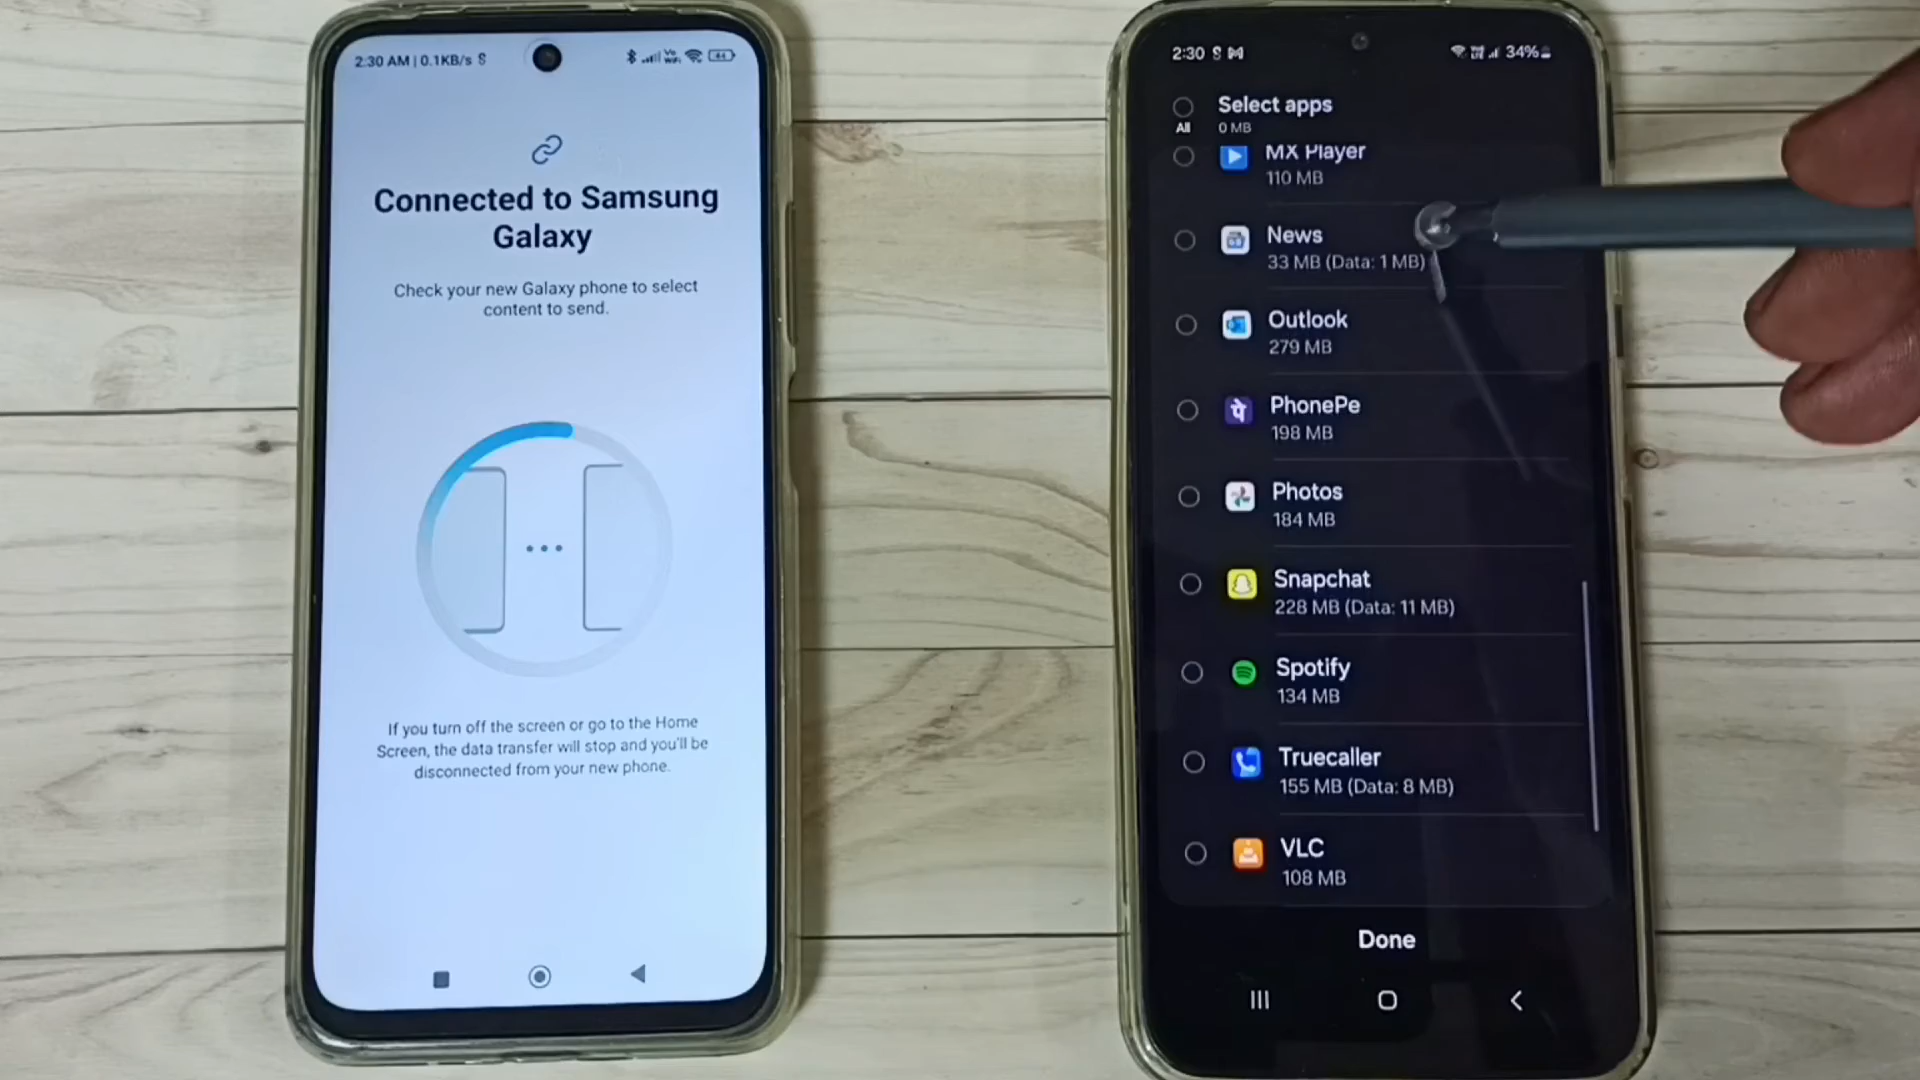 2:30 AM | 0.1KB/s
44
Connected to Samsung
Galaxy
Check your new Galaxy phone to select
content to send.
If you turn off the screen or go to the Home
Screen, the data transfer will stop and you'll be
disconnected from your new phone.
2:30
34%
Select apps
All
0 MB
MX Player
110 MB
News
33 MB (Data: 1 MB)
Outlook
279 MB
PhonePe
198 MB
Photos
184 MB
Snapchat
228 MB (Data: 11 MB)
Spotify
134 MB
Truecaller
155 MB (Data: 8 MB)
VLC
108 MB
Done